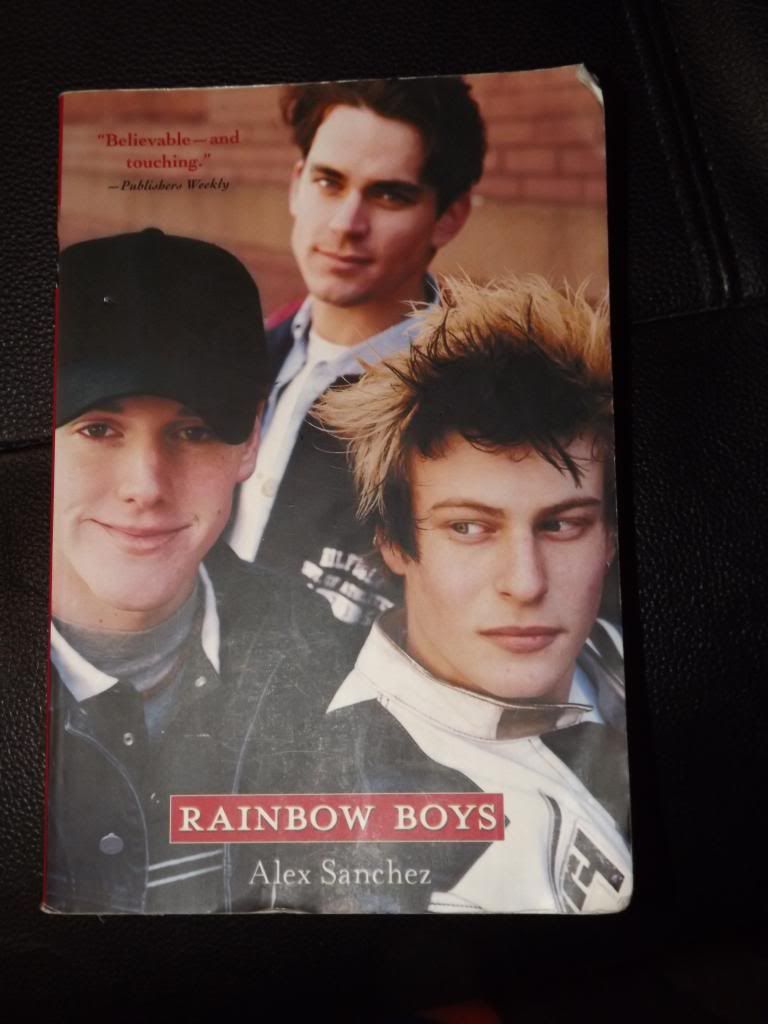 “Believable—and
touching.”
—Publishers Weekly
RAINBOW BOYS
Alex Sanchez